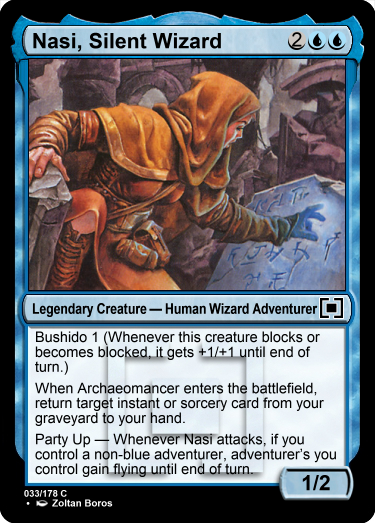 Nasi, Silent Wizard 2
Legendary Creature — Human Wizard Adventurer
Bushido 1 (Whenever this creature blocks or
becomes blocked, it gets +1/+1 until end of
turn.)
When Archaeomancer enters the battlefield,
return target instant or sorcery card from your
graveyard to your hand.
Party Up — Whenever Nasi attacks, if you
control a non-blue adventurer, adventurer's you
control gain flying until end of turn.
1/2
033/178 C
• Zoltan Boros